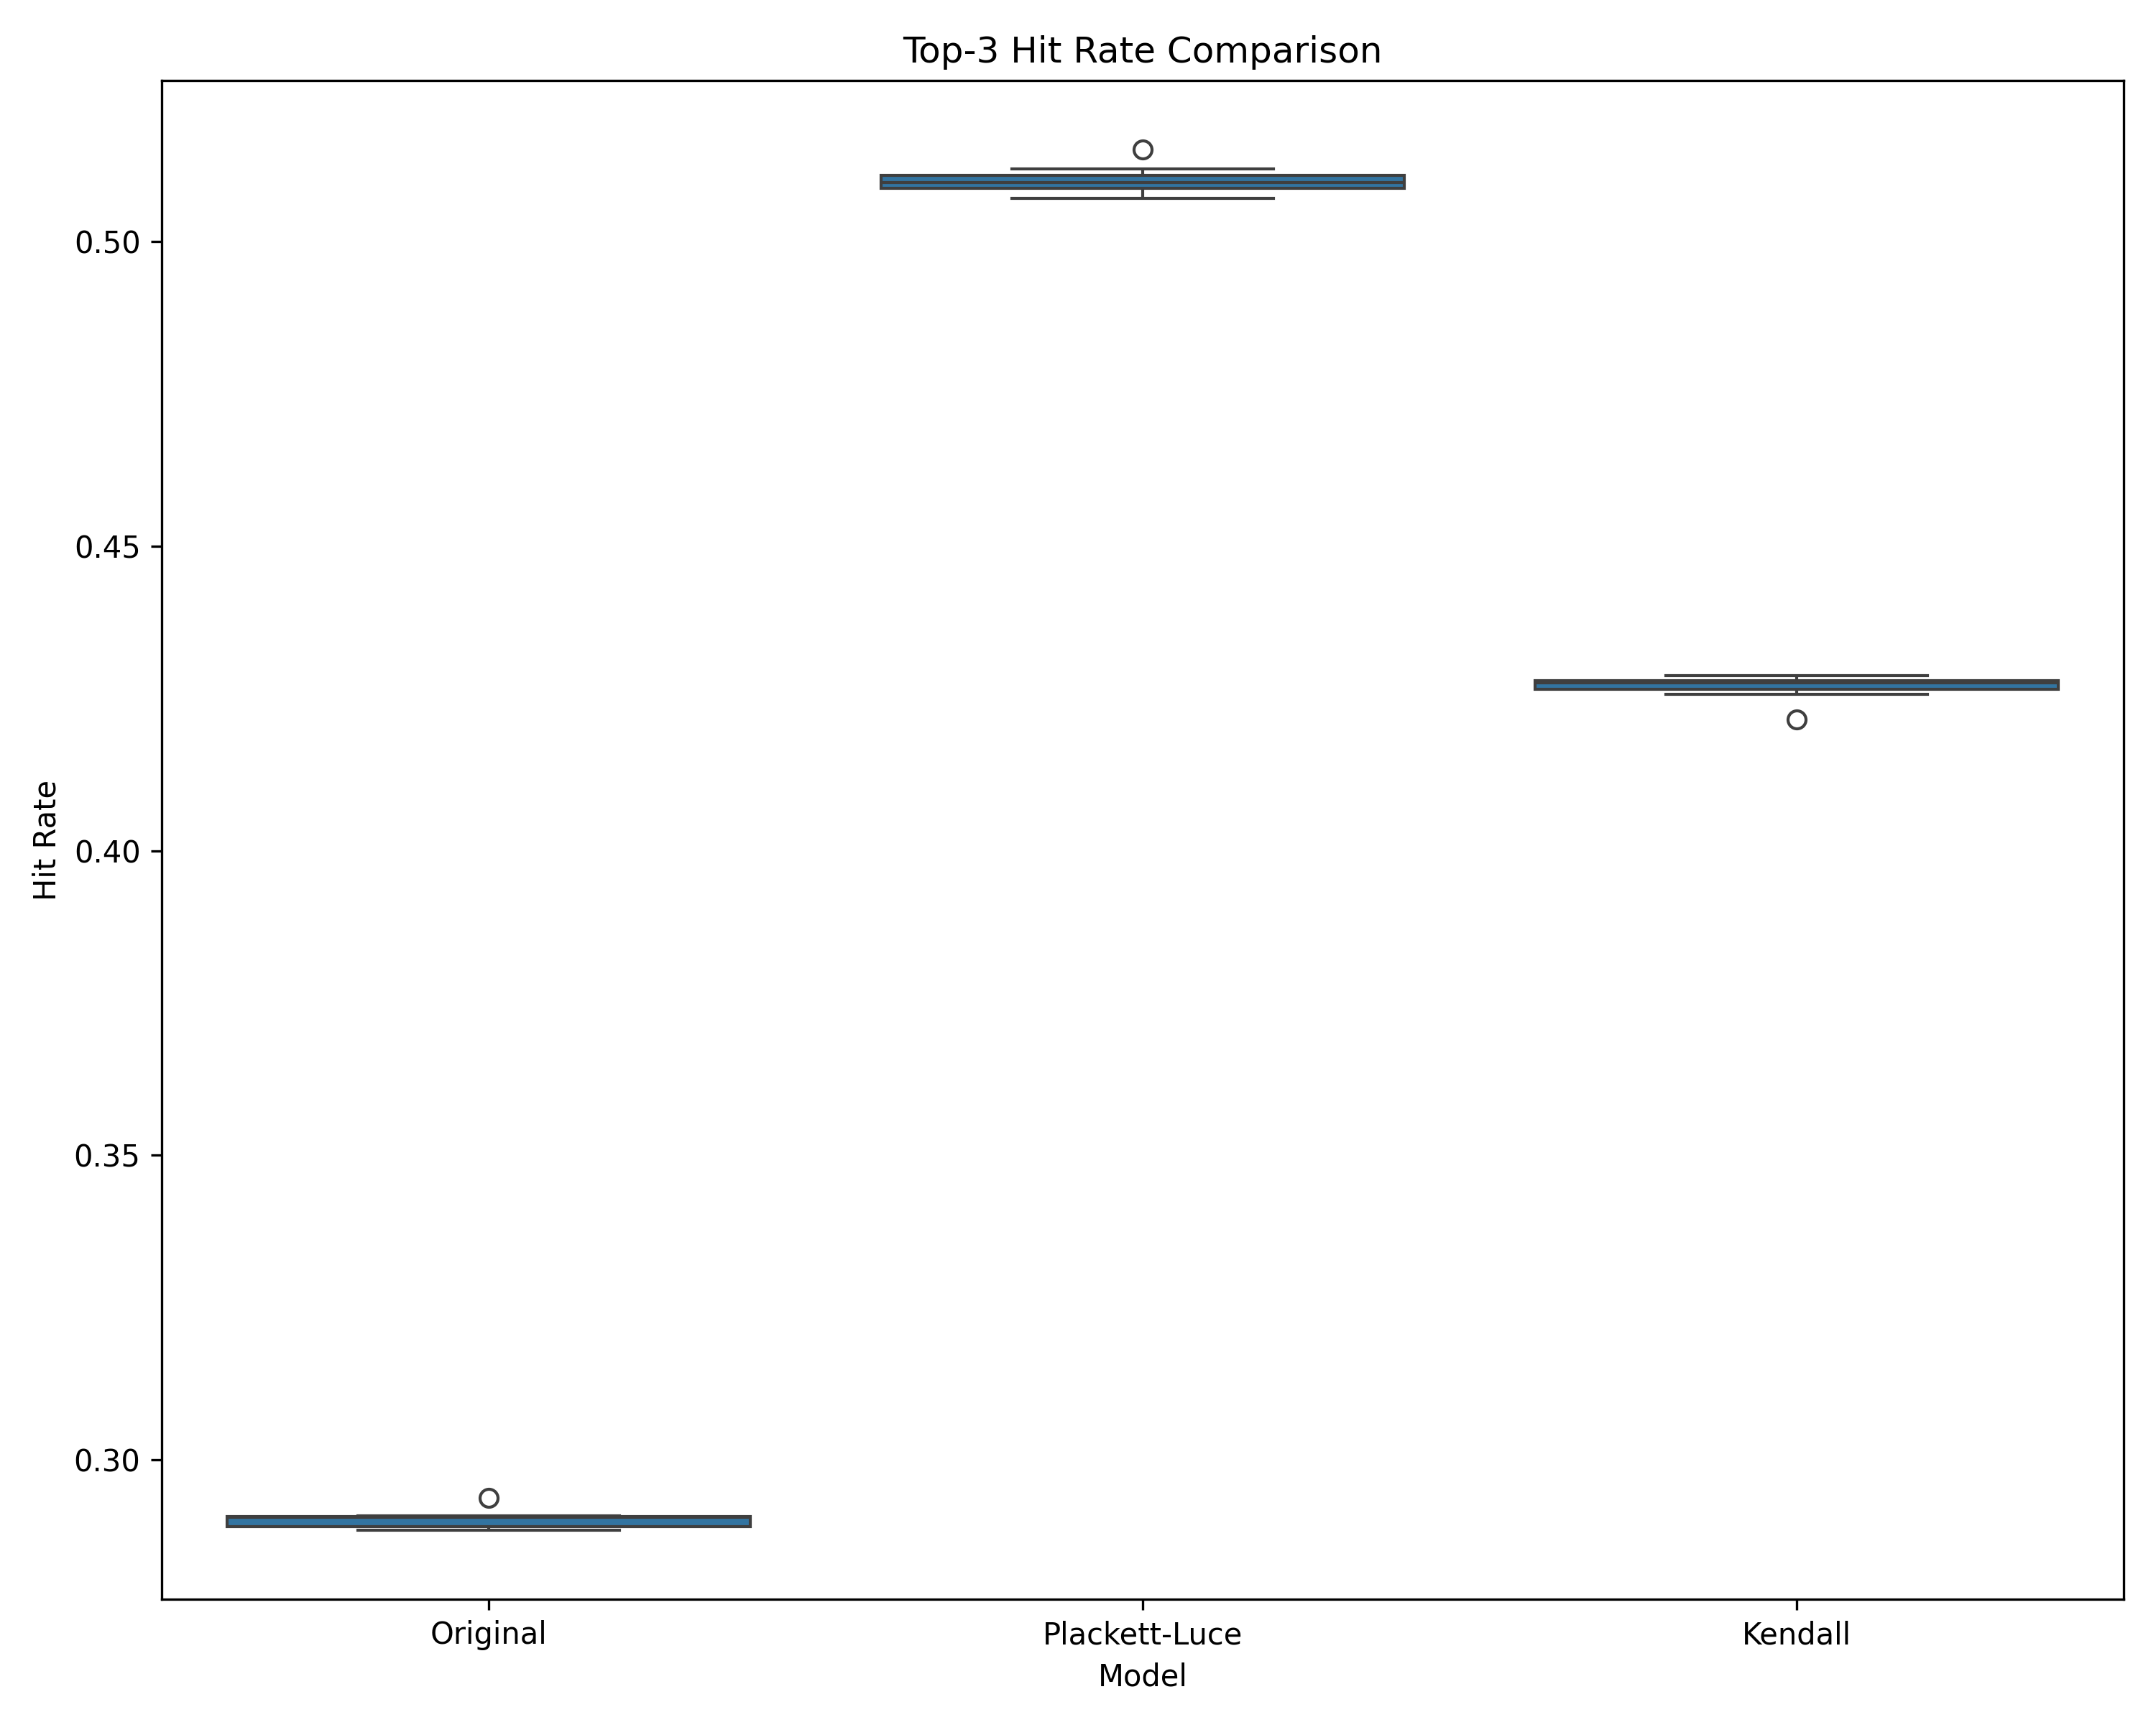 Top-3 Hit Rate Comparison
Hit Rate
0.50
0.45
0.40
0.35
0.30
Original
Plackett-Luce
Kendall
Model